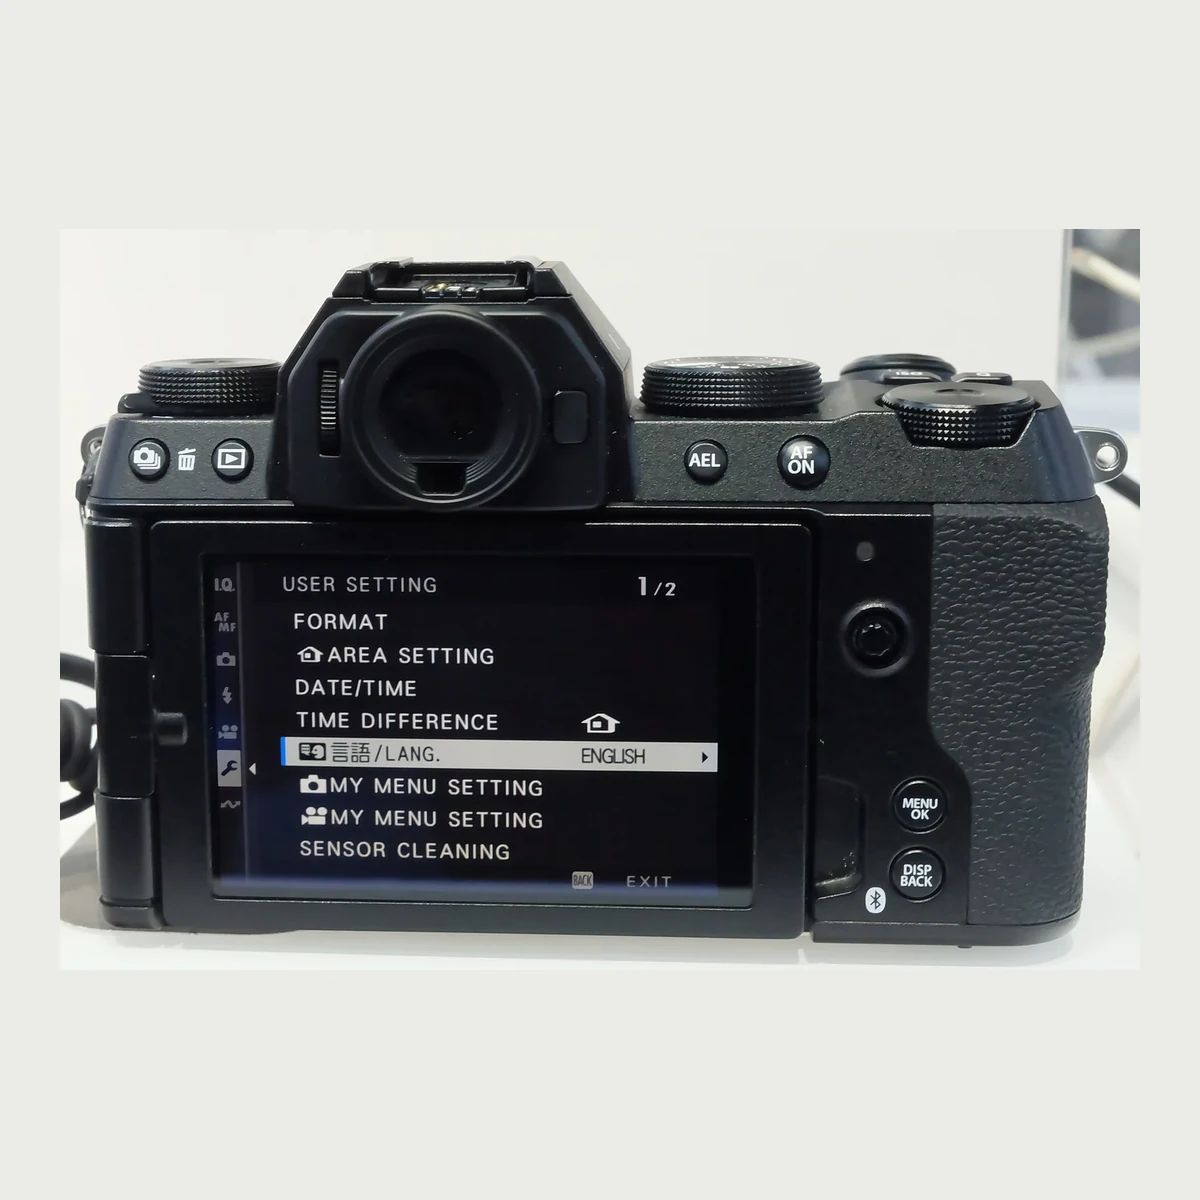 ISO
Q
AEL
AF
ON
I.Q.
AF
MF
USER SETTING 1/2
FORMAT
AREA SETTING
DATE/TIME
TIME DIFFERENCE
言語/LANG. ENGLISH
MY MENU SETTING
MY MENU SETTING
SENSOR CLEANING
BACK EXIT
MENU
OK
DISP
BACK